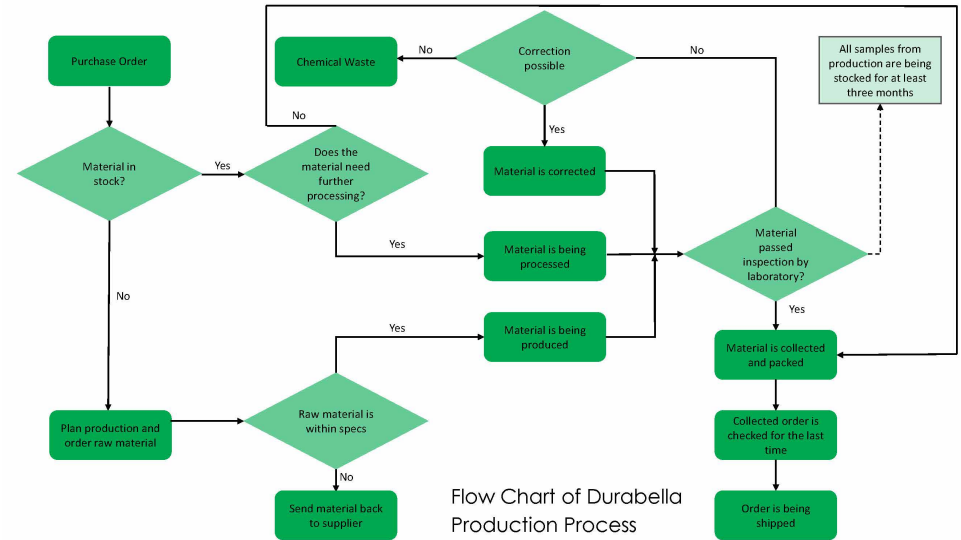 Purchase Order
Chemical Waste
No
Correction
possible
No
All samples from
production are being
stocked for at least
three months
No
Yes
Material in
stock?
Yes
Does the
material need
further
processing?
Material is corrected
Yes
Material is being
processed
Material
passed
inspection by
laboratory?
No
Yes
Yes
Material is being
produced
Material is collected
and packed
Plan production and
order raw material
Raw material is
within specs
Collected order is
checked for the last
time
No
Send material back
to supplier
Flow Chart of Durabella
Production Process
Order is being
shipped